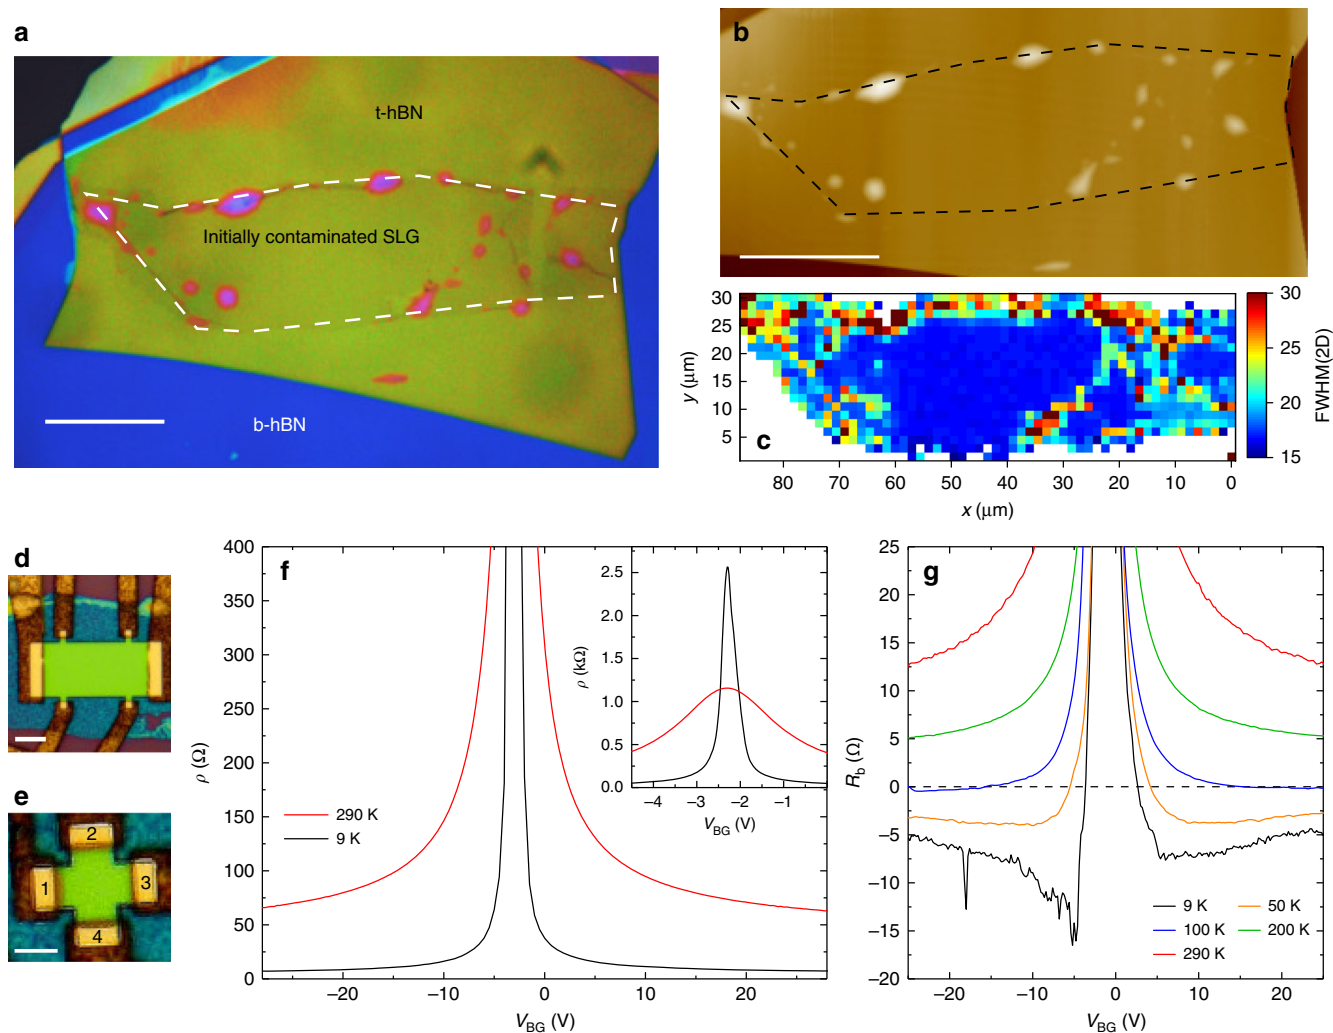 a
t-hBN
Initially contaminated SLG
b-hBN
b
30
25
20
15
10
5
y (μm)
c
80 70 60 50 40 30 20 10 0
x (μm)
30
25
20
15
FWHM(2D)
d
e
1
2
3
4
f
400
350
300
250
200
150
100
50
0
ρ (Ω)
290 K
9 K
−20 −10 0 10 20
V_BG (V)
2.5
2.0
1.5
1.0
0.5
0.0
ρ (kΩ)
−4 −3 −2 −1
V_BG (V)
g
25
20
15
10
5
0
−5
−10
−15
−20
R_b (Ω)
9 K 50 K
100 K 200 K
290 K
−20 −10 0 10 20
V_BG (V)